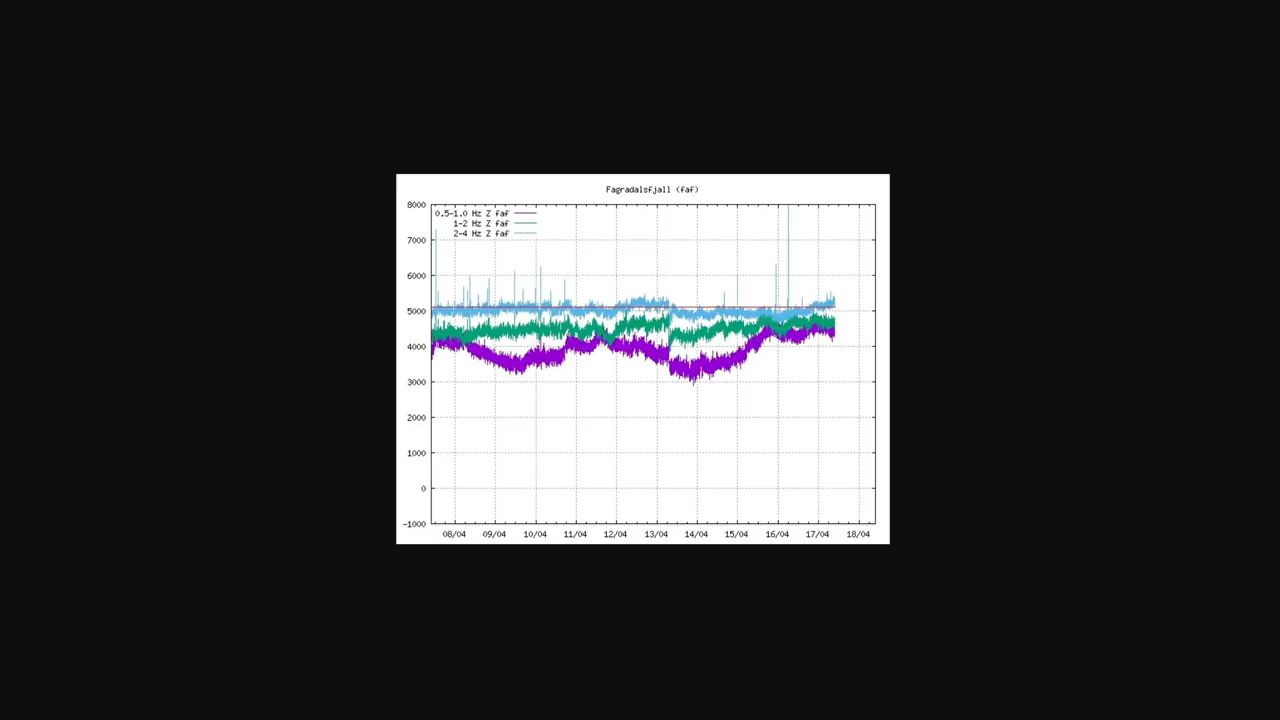 Fagradalsfjall (faf)
8000
0.5-1.0 Hz Z faf
1-2 Hz Z faf
2-4 Hz Z faf
7000
6000
5000
4000
3000
2000
1000
0
-1000
08/04 09/04 10/04 11/04 12/04 13/04 14/04 15/04 16/04 17/04 18/04